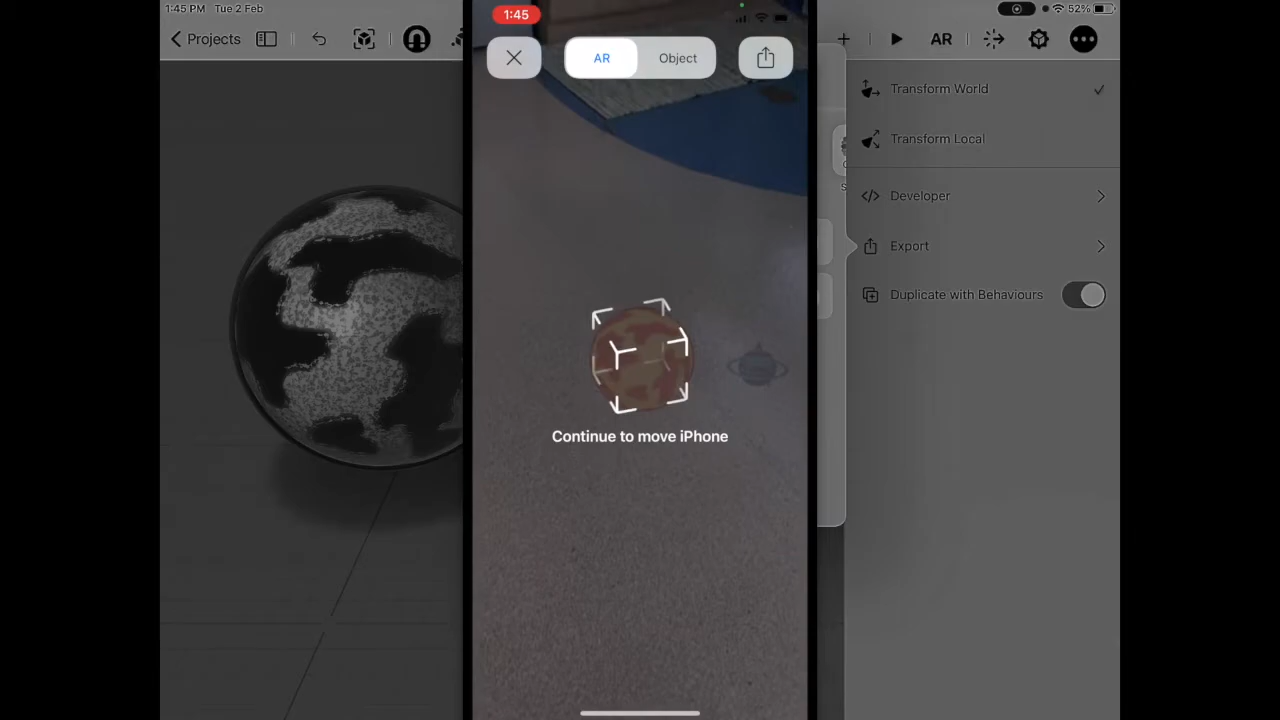 1:45 PM Tue 2 Feb
52%
Projects
AR
1:45
AR Object
Transform World
Transform Local
Developer
Export
Duplicate with Behaviours
Continue to move iPhone